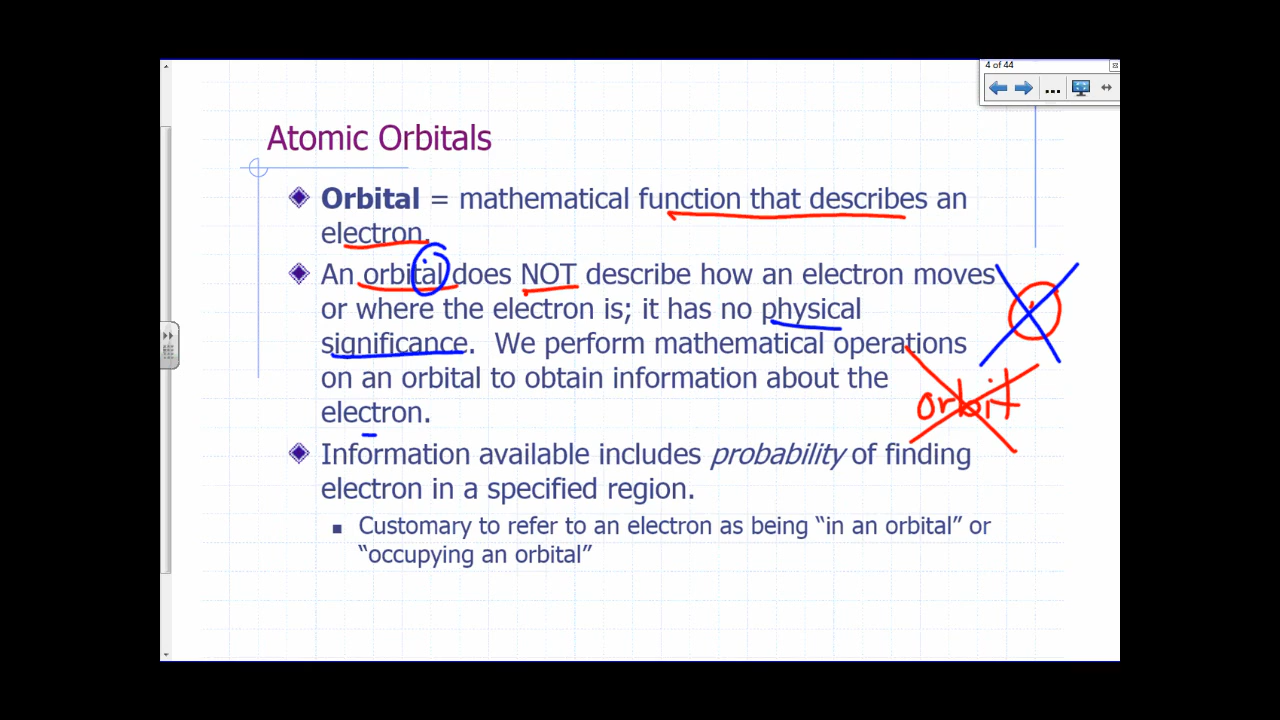 4 of 44
Atomic Orbitals
Orbital = mathematical function that describes an
electron.
An orbital does NOT describe how an electron moves
or where the electron is; it has no physical
significance. We perform mathematical operations
on an orbital to obtain information about the
electron.
orbit
Information available includes probability of finding
electron in a specified region.
Customary to refer to an electron as being “in an orbital” or
“occupying an orbital”